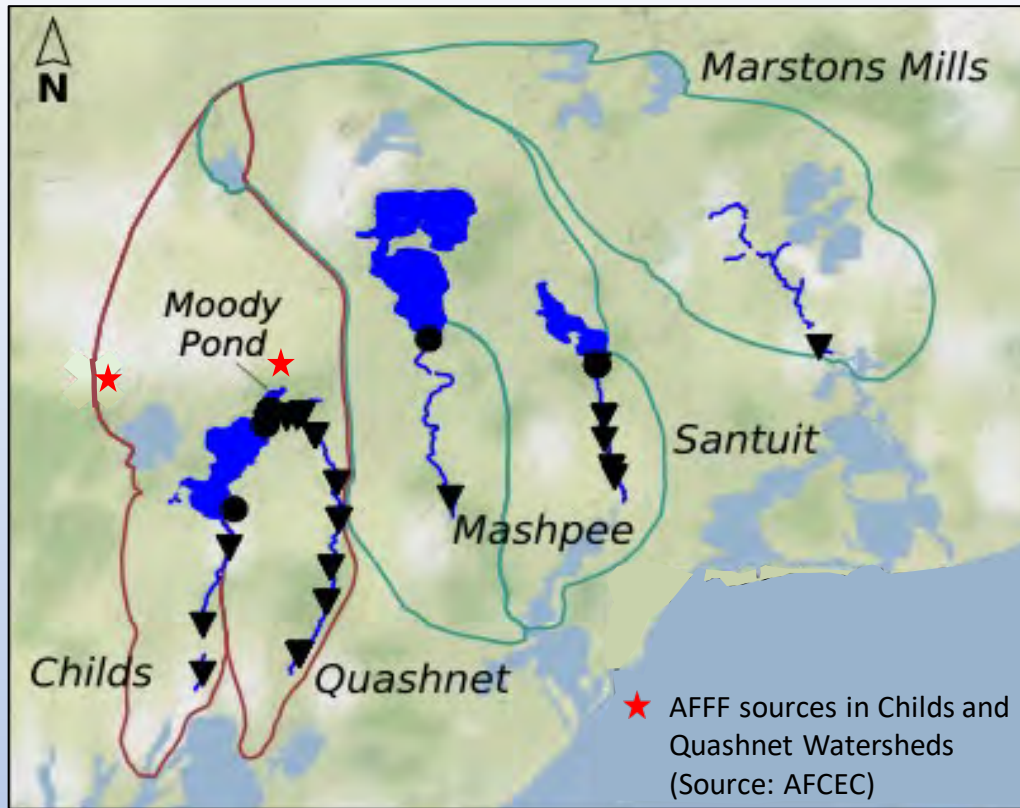 N
Marstons Mills
Moody
Pond
Santuit
Mashpee
Childs
Quashnet
AFFF sources in Childs and
Quashnet Watersheds
(Source: AFCEC)